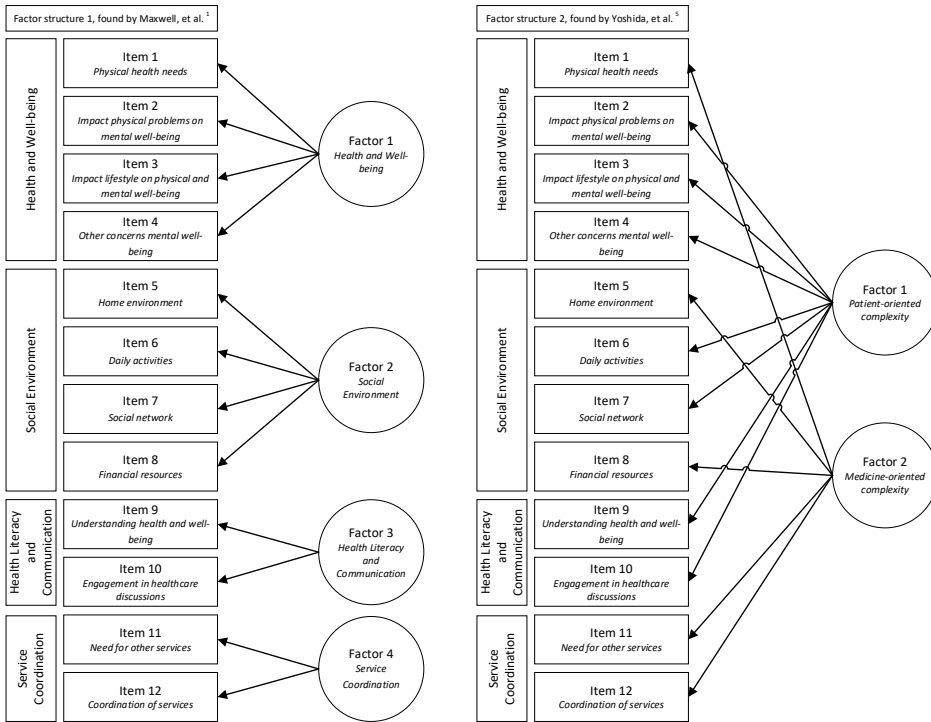 Factor structure 1, found by Maxwell, et al. 1
Health and Well-being
Item 1
Physical health needs
Item 2
Impact physical problems on
mental well-being
Item 3
Impact lifestyle on physical and
mental well-being
Item 4
Other concerns mental well-
being
Factor 1
Health and Well-
being
Social Environment
Item 5
Home environment
Item 6
Daily activities
Item 7
Social network
Item 8
Financial resources
Factor 2
Social
Environment
Health Literacy
and
Communication
Item 9
Understanding health and well-
being
Item 10
Engagement in healthcare
discussions
Factor 3
Health Literacy and
Communication
Service
Coordination
Item 11
Need for other services
Item 12
Coordination of services
Factor 4
Service
Coordination
Factor structure 2, found by Yoshida, et al. 5
Health and Well-being
Item 1
Physical health needs
Item 2
Impact physical problems on
mental well-being
Item 3
Impact lifestyle on physical and
mental well-being
Item 4
Other concerns mental well-
being
Social Environment
Item 5
Home environment
Item 6
Daily activities
Item 7
Social network
Item 8
Financial resources
Health Literacy
and
Communication
Item 9
Understanding health and well-
being
Item 10
Engagement in healthcare
discussions
Service
Coordination
Item 11
Need for other services
Item 12
Coordination of services
Factor 1
Patient-oriented
complexity
Factor 2
Medicine-oriented
complexity